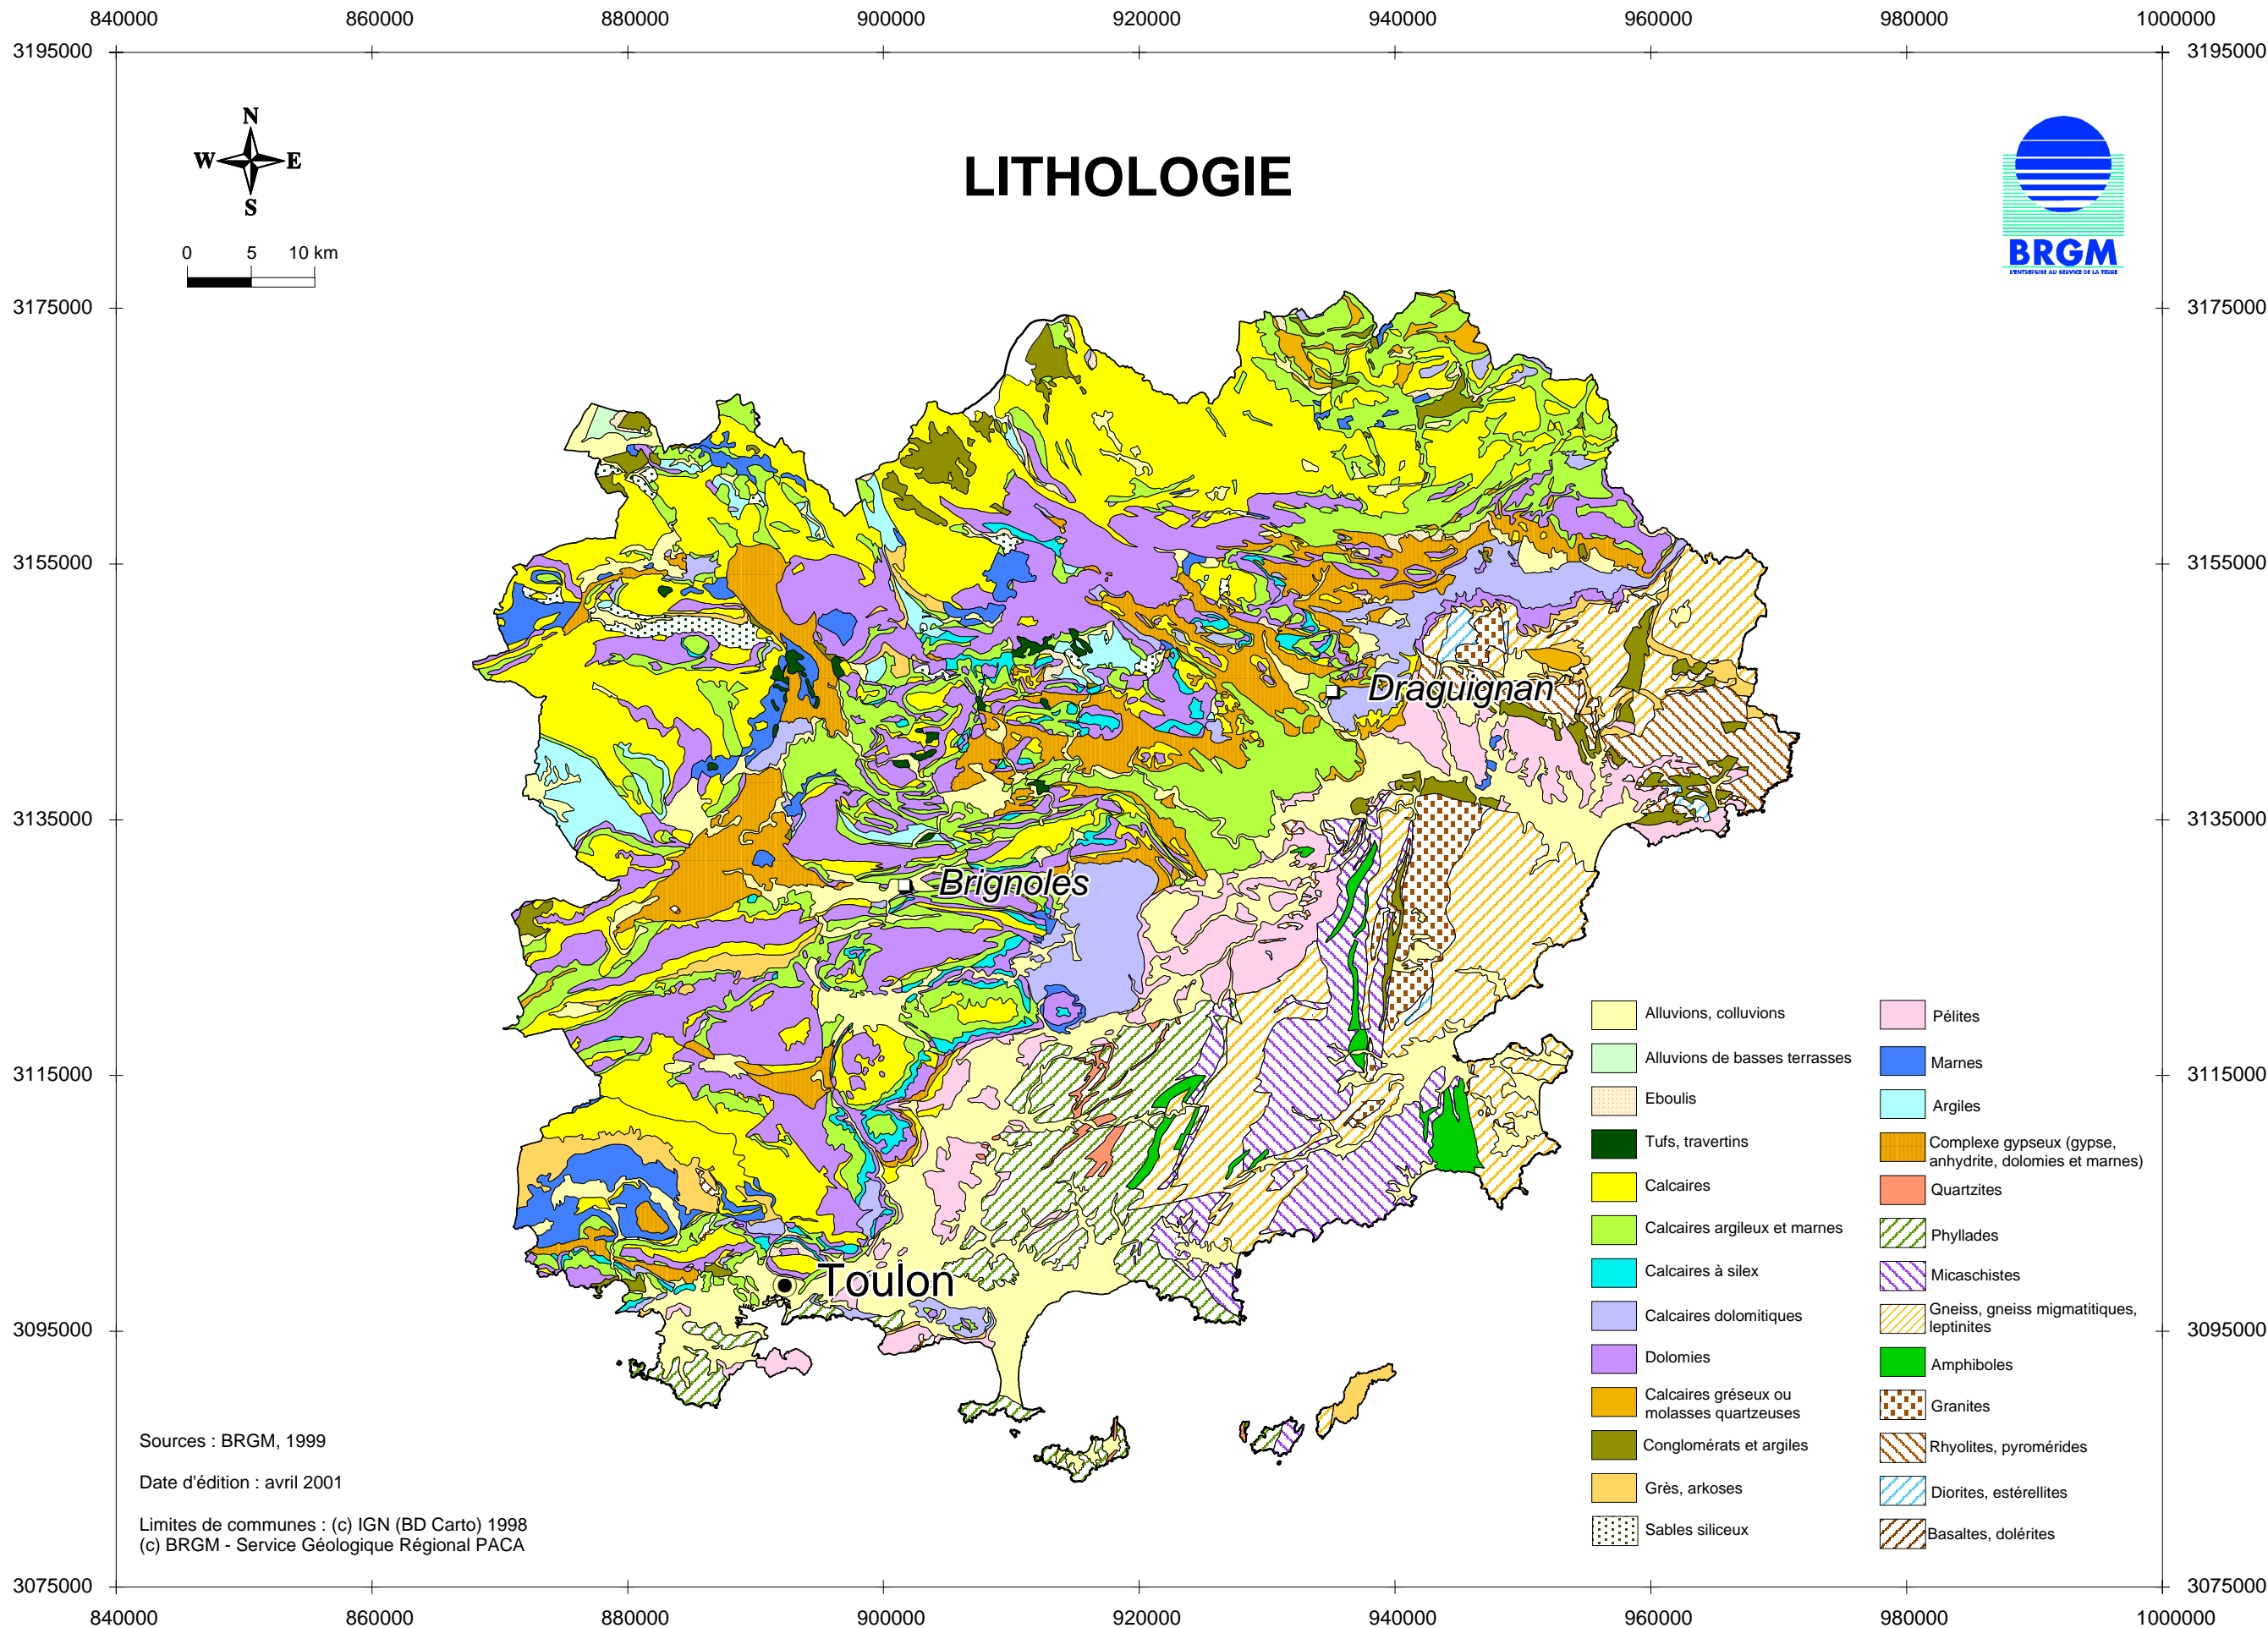 840000 860000 880000 900000 920000 940000 960000 980000 1000000
3195000 3195000
N
W E
S
LITHOLOGIE
0 5 10 km
BRGM
L'ENTREPRISE AU SERVICE DE LA TERRE
3175000 3175000
3155000 3155000
Draguignan
3135000 3135000
Brignoles
3115000 3115000
Toulon
3095000 3095000
Alluvions, colluvions
Alluvions de basses terrasses
Eboulis
Tufs, travertins
Calcaires
Calcaires argileux et marnes
Calcaires à silex
Calcaires dolomitiques
Dolomies
Calcaires gréseux ou
molasses quartzeuses
Conglomérats et argiles
Grès, arkoses
Sables siliceux
Pélites
Marnes
Argiles
Complexe gypseux (gypse,
anhydrite, dolomies et marnes)
Quartzites
Phyllades
Micaschistes
Gneiss, gneiss migmatitiques,
leptinites
Amphiboles
Granites
Rhyolites, pyromérides
Diorites, estérellites
Basaltes, dolérites
Sources : BRGM, 1999
Date d'édition : avril 2001
Limites de communes : (c) IGN (BD Carto) 1998
(c) BRGM - Service Géologique Régional PACA
3075000 3075000
840000 860000 880000 900000 920000 940000 960000 980000 1000000